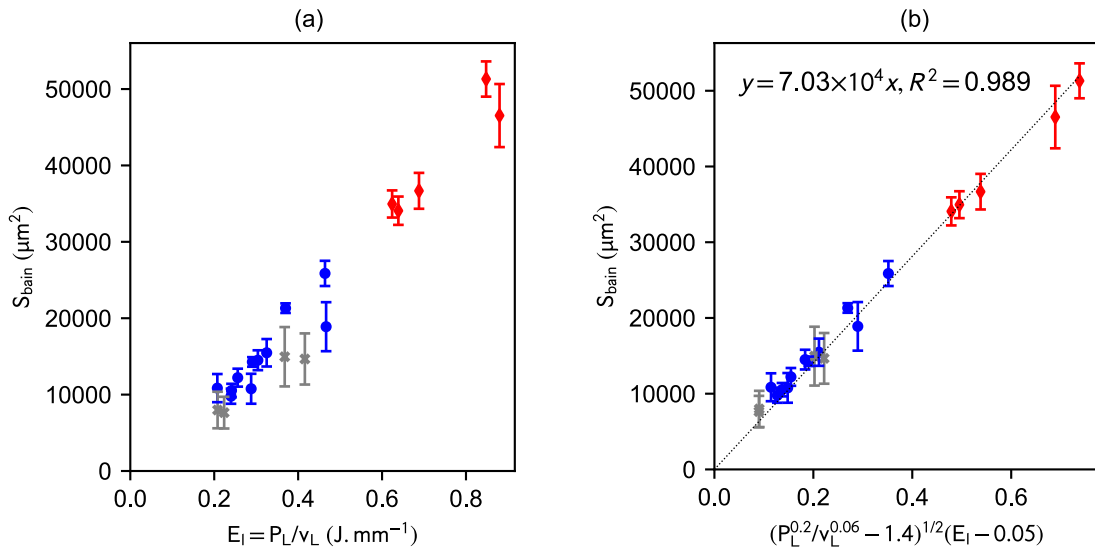 (a)
(b)
50000
40000
30000
20000
10000
0
S_bain (μm²)
0.0 0.2 0.4 0.6 0.8
E_l = P_L/v_L (J. mm⁻¹)
y = 7.03×10⁴x, R² = 0.989
50000
40000
30000
20000
10000
0
S_bain (μm²)
0.0 0.2 0.4 0.6
(P_L^0.2/v_L^0.06 − 1.4)^1/2(E_l − 0.05)